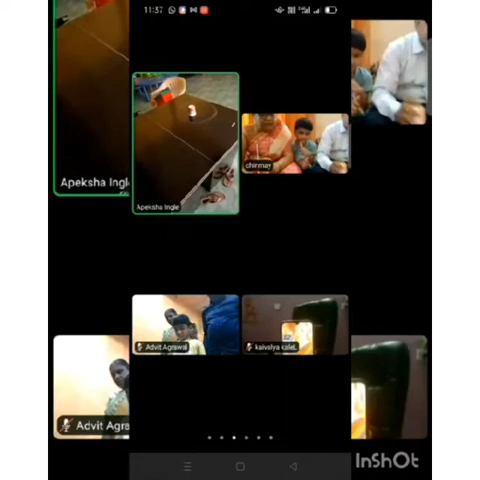 11:37
Apeksha Ingl
Apeksha Ingle
chinmay
Advit Agrawal
kaivalya kale
Advit Agra
InShOt